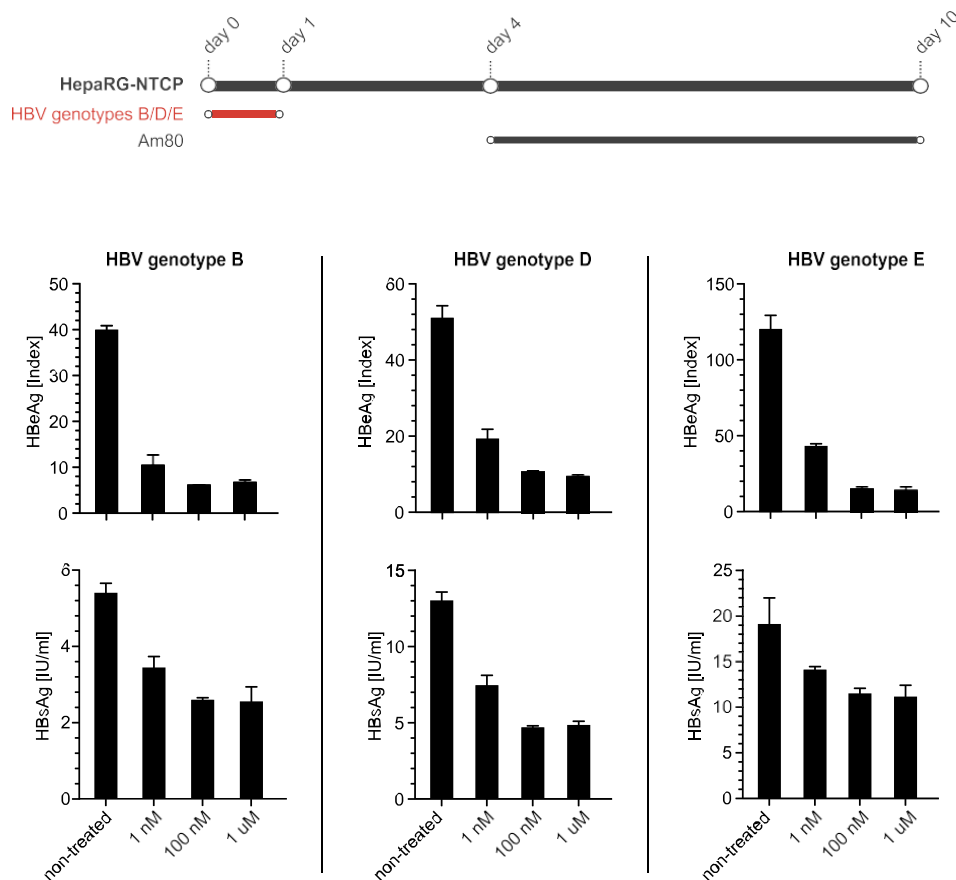 day 0
day 1
day 4
day 10
HepaRG-NTCP
HBV genotypes B/D/E
Am80
HBV genotype B
HBV genotype D
HBV genotype E
HBeAg [Index]
50
40
30
20
10
0
HBeAg [Index]
60
40
20
0
HBeAg [Index]
150
100
50
0
HBsAg [IU/ml]
6
4
2
0
HBsAg [IU/ml]
15
10
5
0
HBsAg [IU/ml]
25
20
15
10
5
0
non-treated
1 nM
100 nM
1 uM
non-treated
1 nM
100 nM
1 uM
non-treated
1 nM
100 nM
1 uM